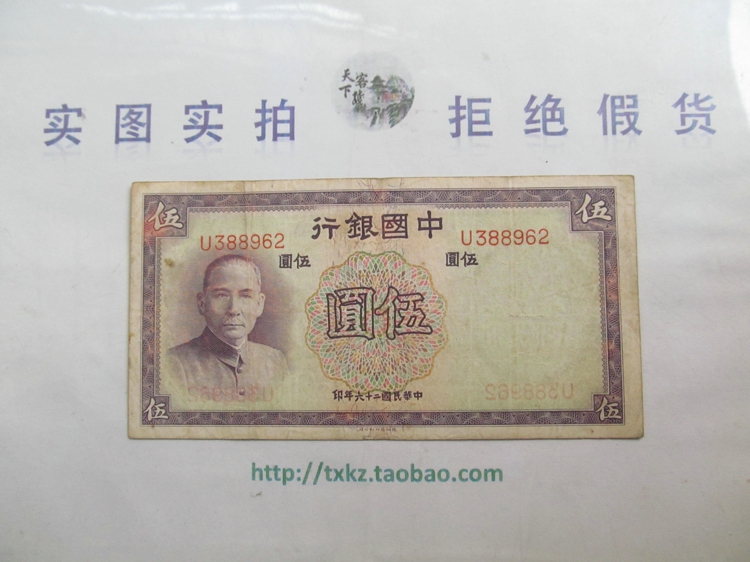 天下
客棧
实图实拍
拒绝假货
伍
伍
中國銀行
U388962
U388962
伍圓
伍圓
伍圓
U388962
U388962
中華民國二十六年印
伍
伍
http://txkz.taobao.com